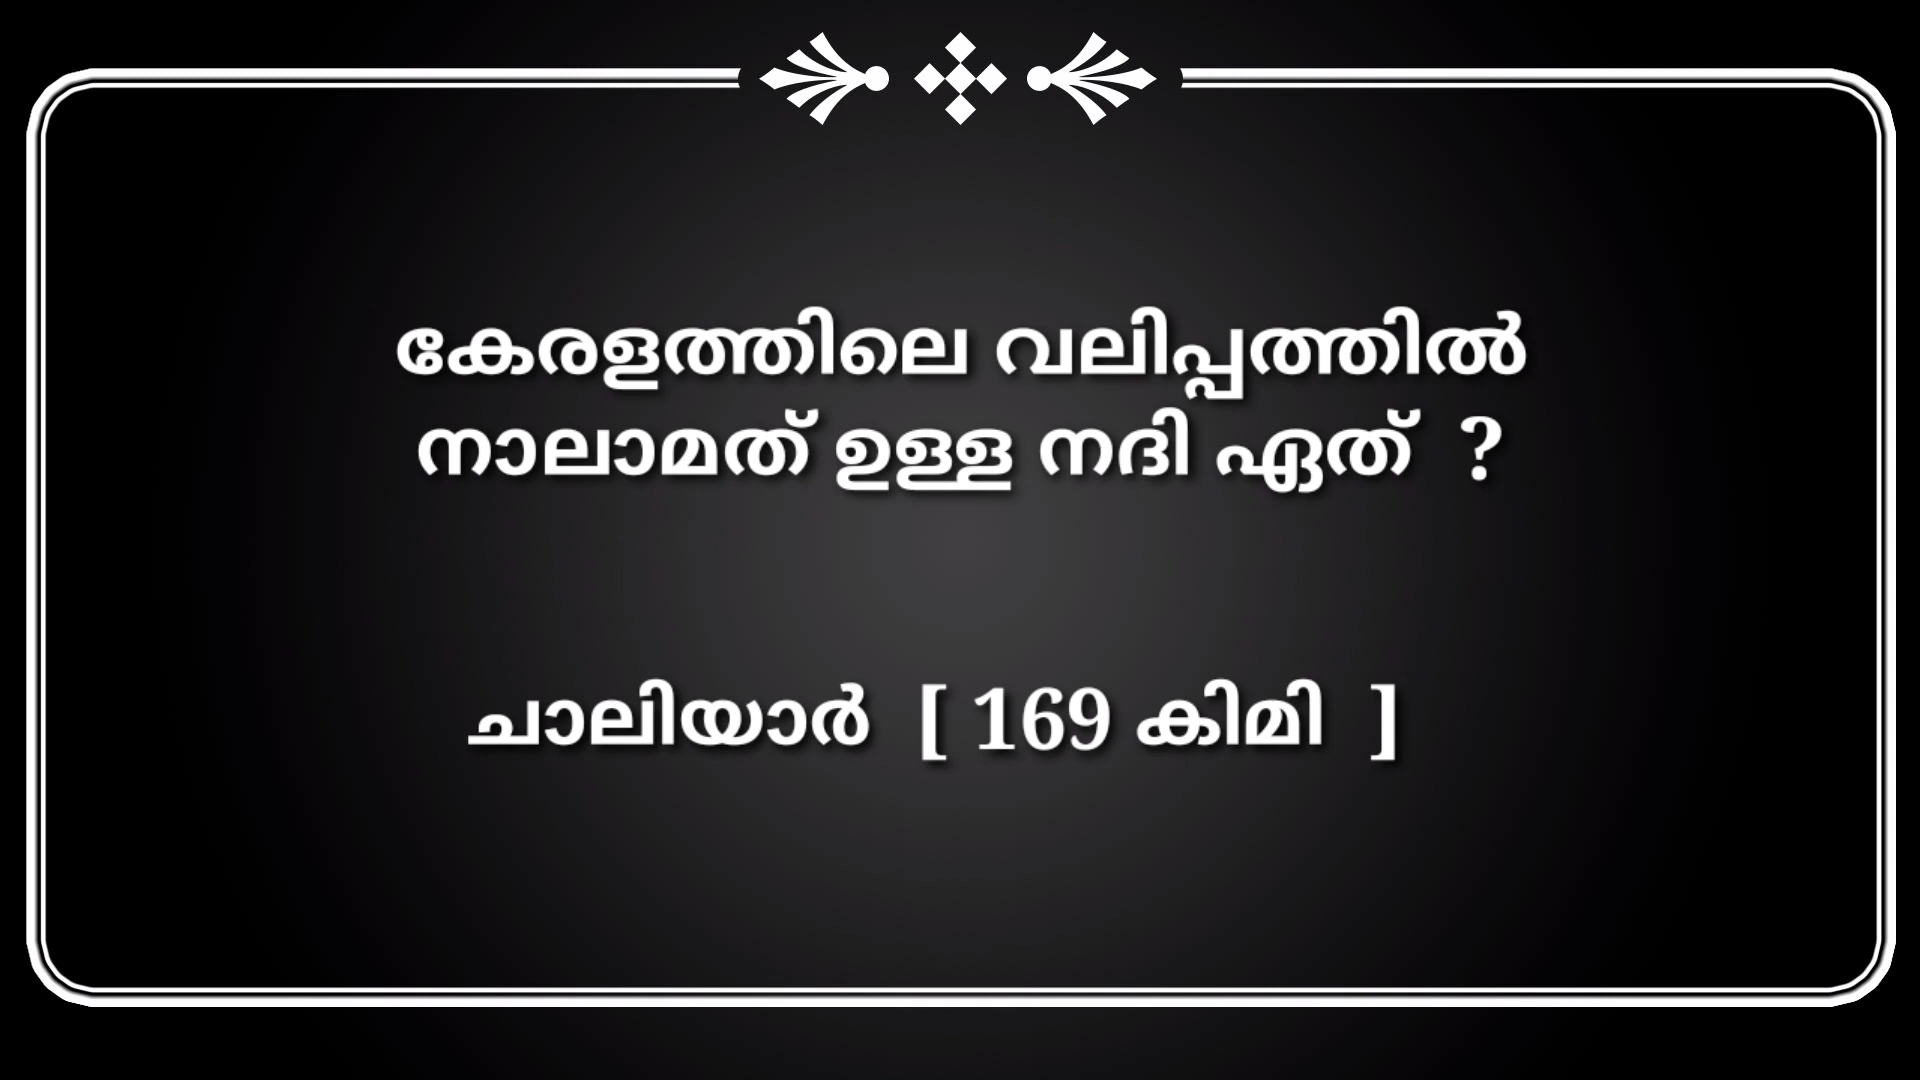 കേരളത്തിലെ വലിപ്പത്തിൽ
നാലാമത് ഉള്ള നദി ഏത് ?
ചാലിയാർ [ 169 കിമി ]